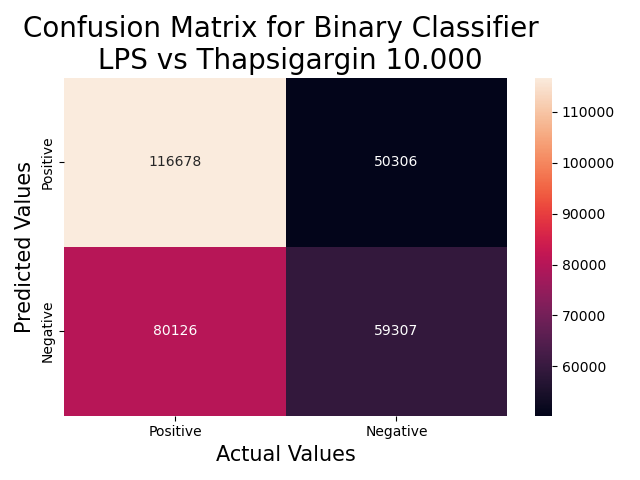 Confusion Matrix for Binary Classifier
LPS vs Thapsigargin 10.000
Predicted Values
Positive
Negative
116678
50306
80126
59307
Positive
Negative
Actual Values
110000
100000
90000
80000
70000
60000